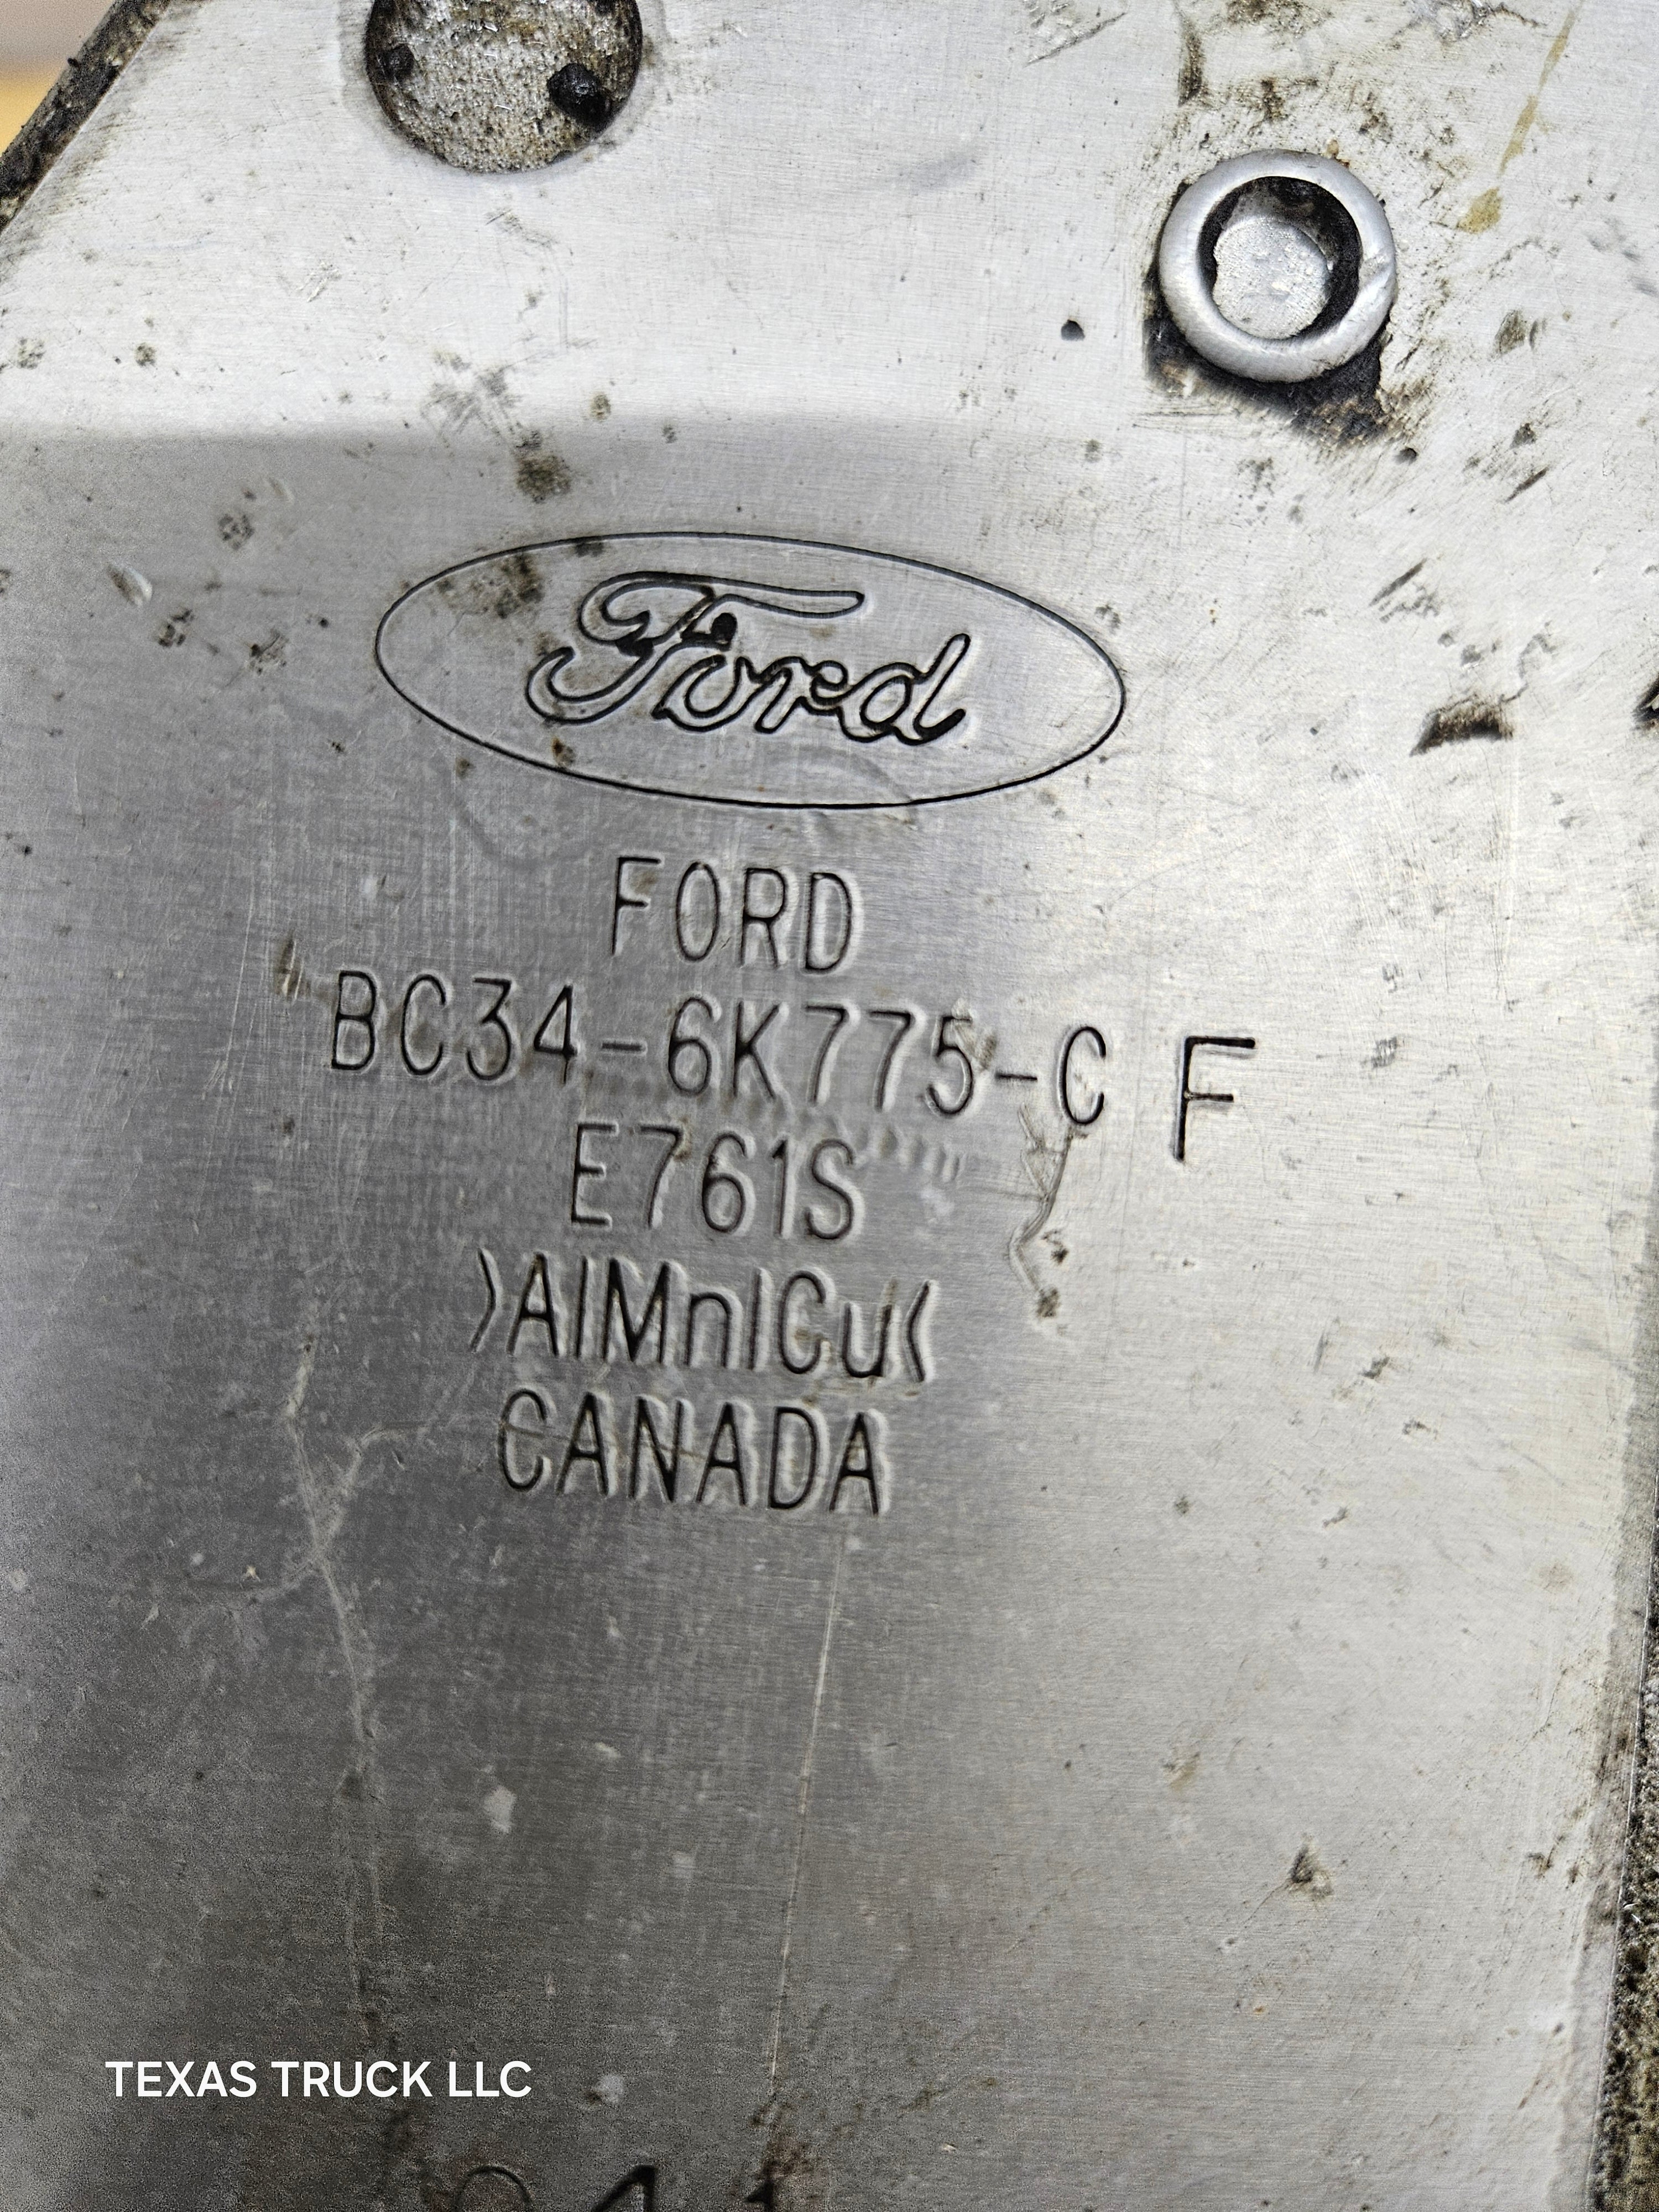 Ford
FORD
BC34-6K775-C F
E761S
>AlMnlCu<
CANADA
TEXAS TRUCK LLC